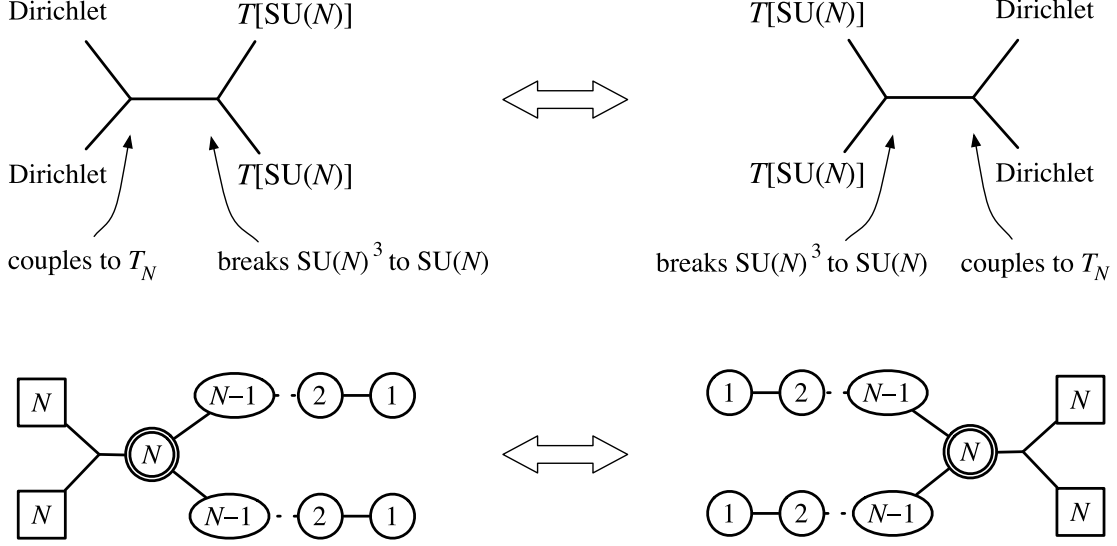 Dirichlet T[SU(N)] T[SU(N)] Dirichlet
Dirichlet T[SU(N)] T[SU(N)] Dirichlet
couples to T_N breaks SU(N)^3 to SU(N) breaks SU(N)^3 to SU(N) couples to T_N
N N−1 2 1 1 2 N−1 N
N N
N N−1 2 1 1 2 N−1 N